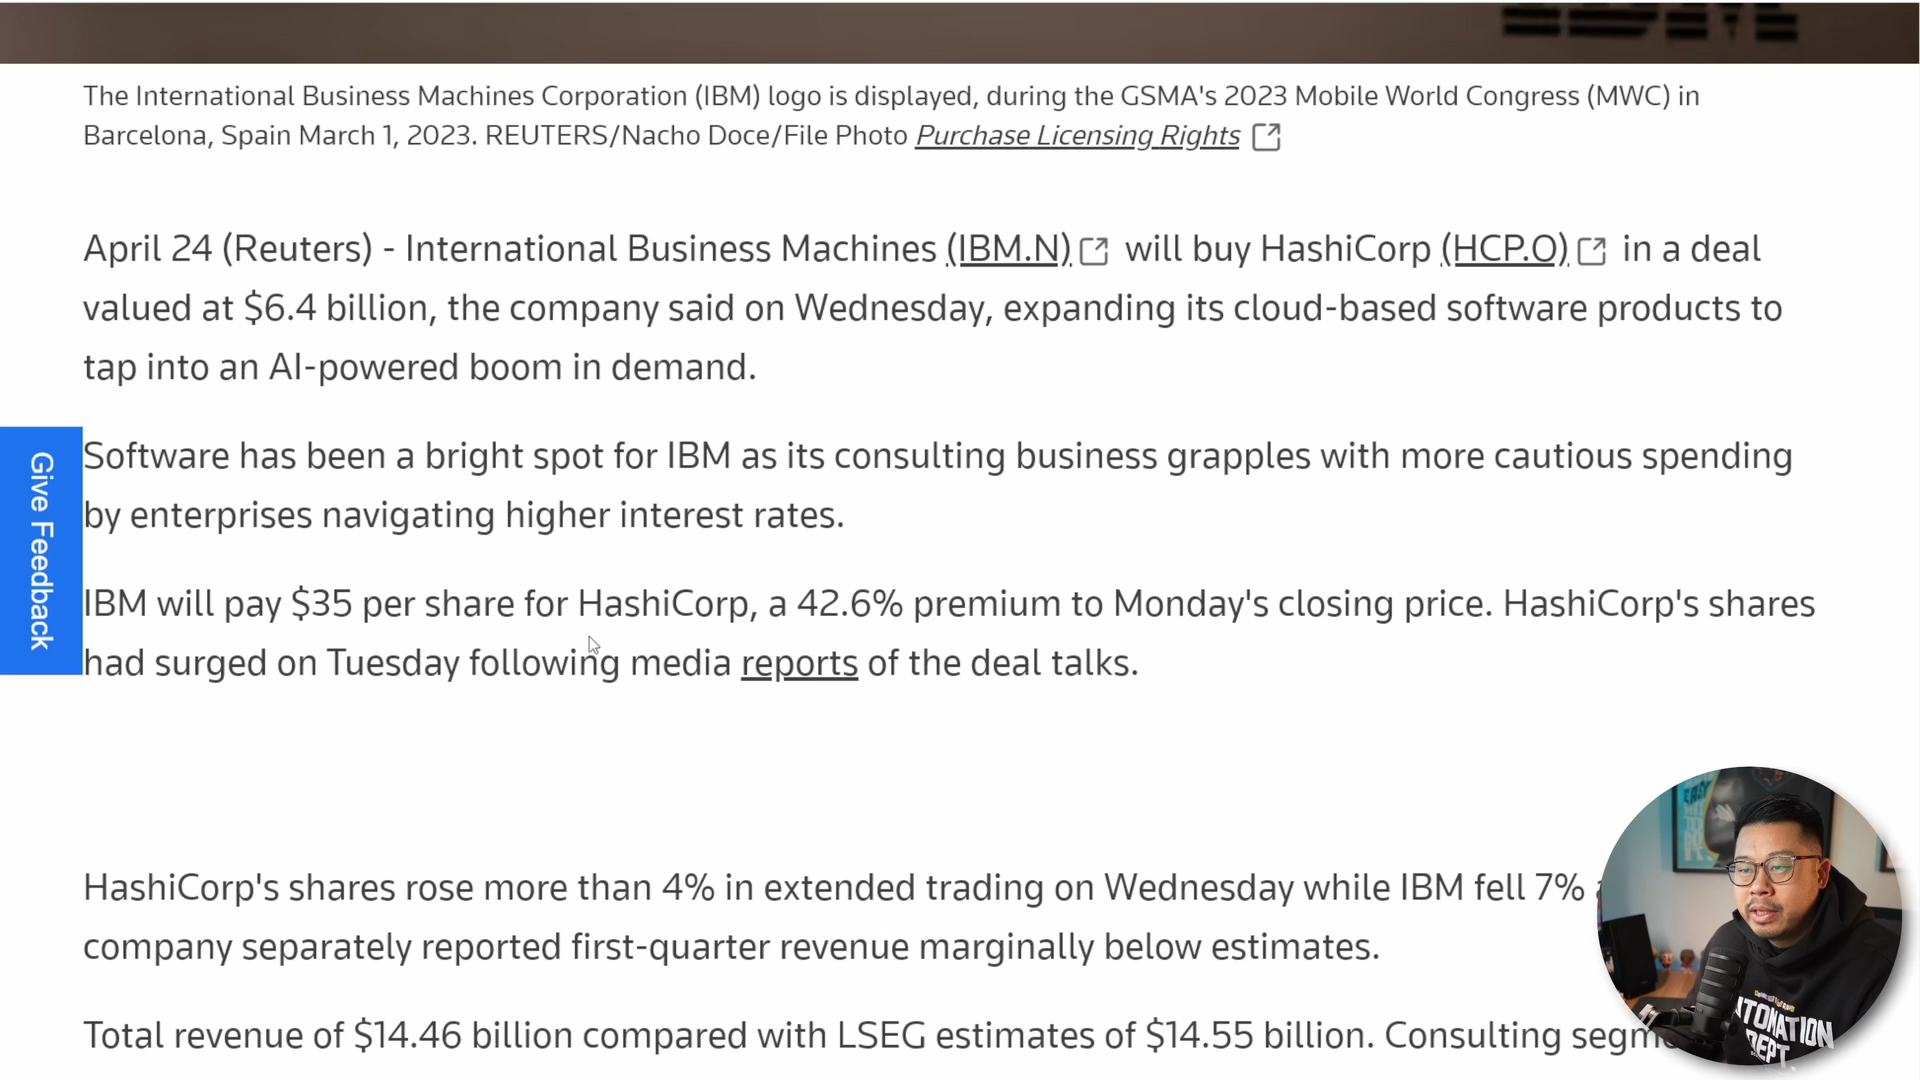 The International Business Machines Corporation (IBM) logo is displayed, during the GSMA's 2023 Mobile World Congress (MWC) in
Barcelona, Spain March 1, 2023. REUTERS/Nacho Doce/File Photo Purchase Licensing Rights
April 24 (Reuters) - International Business Machines (IBM.N) will buy HashiCorp (HCP.O) in a deal
valued at $6.4 billion, the company said on Wednesday, expanding its cloud-based software products to
tap into an AI-powered boom in demand.
Give Feedback
Software has been a bright spot for IBM as its consulting business grapples with more cautious spending
by enterprises navigating higher interest rates.
IBM will pay $35 per share for HashiCorp, a 42.6% premium to Monday's closing price. HashiCorp's shares
had surged on Tuesday following media reports of the deal talks.
HashiCorp's shares rose more than 4% in extended trading on Wednesday while IBM fell 7%
company separately reported first-quarter revenue marginally below estimates.
Total revenue of $14.46 billion compared with LSEG estimates of $14.55 billion. Consulting
DEPT.